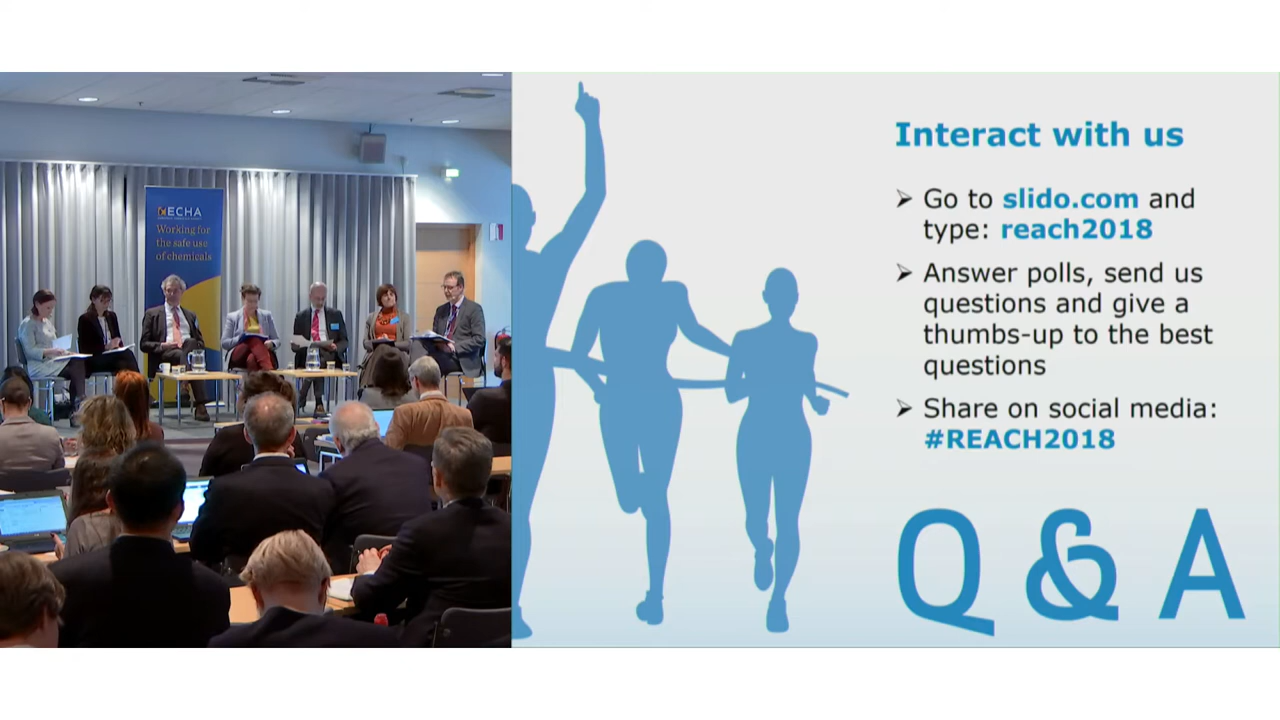 ECHA
Working for
the safe use
of chemicals
Interact with us
➢ Go to slido.com and
type: reach2018
➢ Answer polls, send us
questions and give a
thumbs-up to the best
questions
➢ Share on social media:
#REACH2018
Q & A